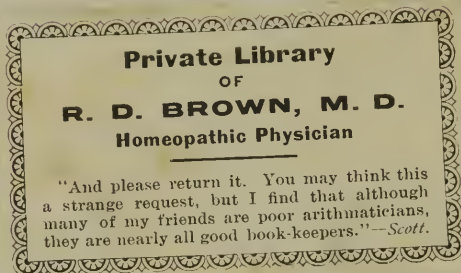 Private Library
OF
R. D. BROWN, M. D.
Homeopathic Physician
"And please return it. You may think this
a strange request, but I find that although
many of my friends are poor arithmaticians,
they are nearly all good book-keepers."--Scott.